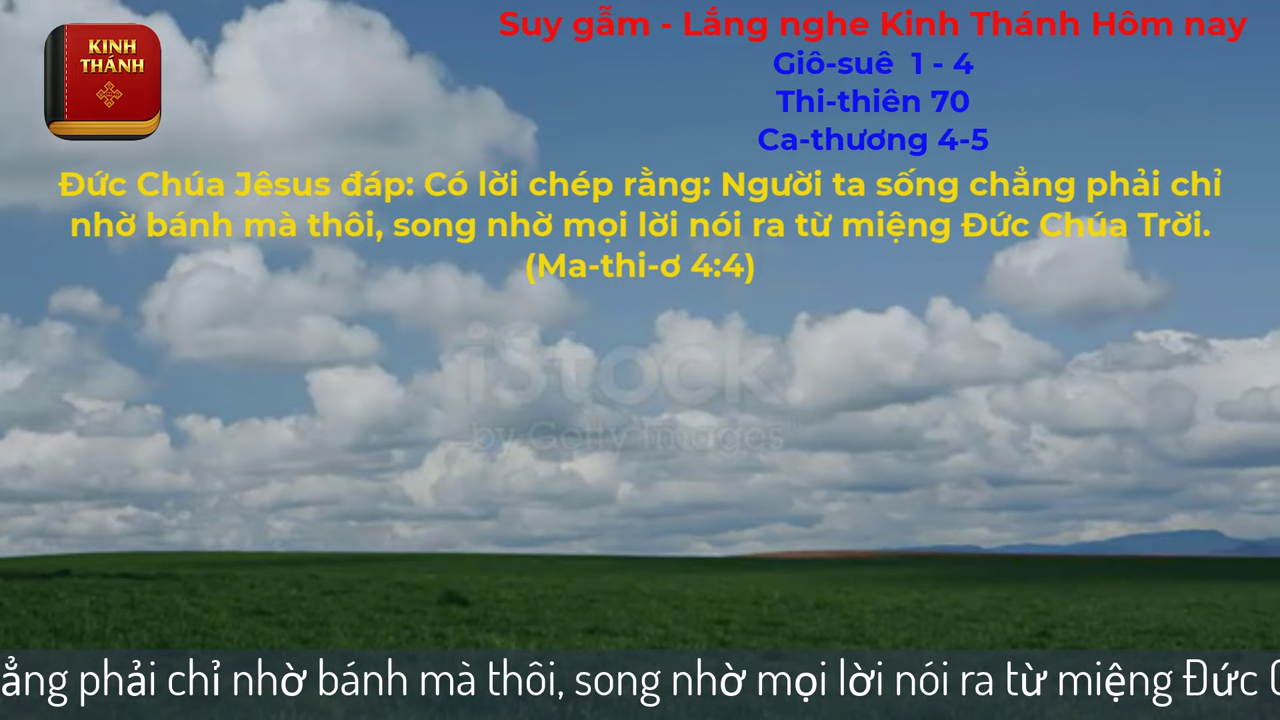 KINH
THÁNH
Suy gẫm - Lắng nghe Kinh Thánh Hôm nay
Giô-suê 1 - 4
Thi-thiên 70
Ca-thương 4-5
Đức Chúa Jêsus đáp: Có lời chép rằng: Người ta sống chẳng phải chỉ
nhờ bánh mà thôi, song nhờ mọi lời nói ra từ miệng Đức Chúa Trời.
(Ma-thi-ơ 4:4)
iStock
by Getty Images™
ẳng phải chỉ nhờ bánh mà thôi, song nhờ mọi lời nói ra từ miệng Đức